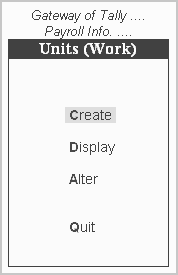 Gateway of Tally ....
Payroll Info. ....
Units (Work)
Create
Display
Alter
Quit